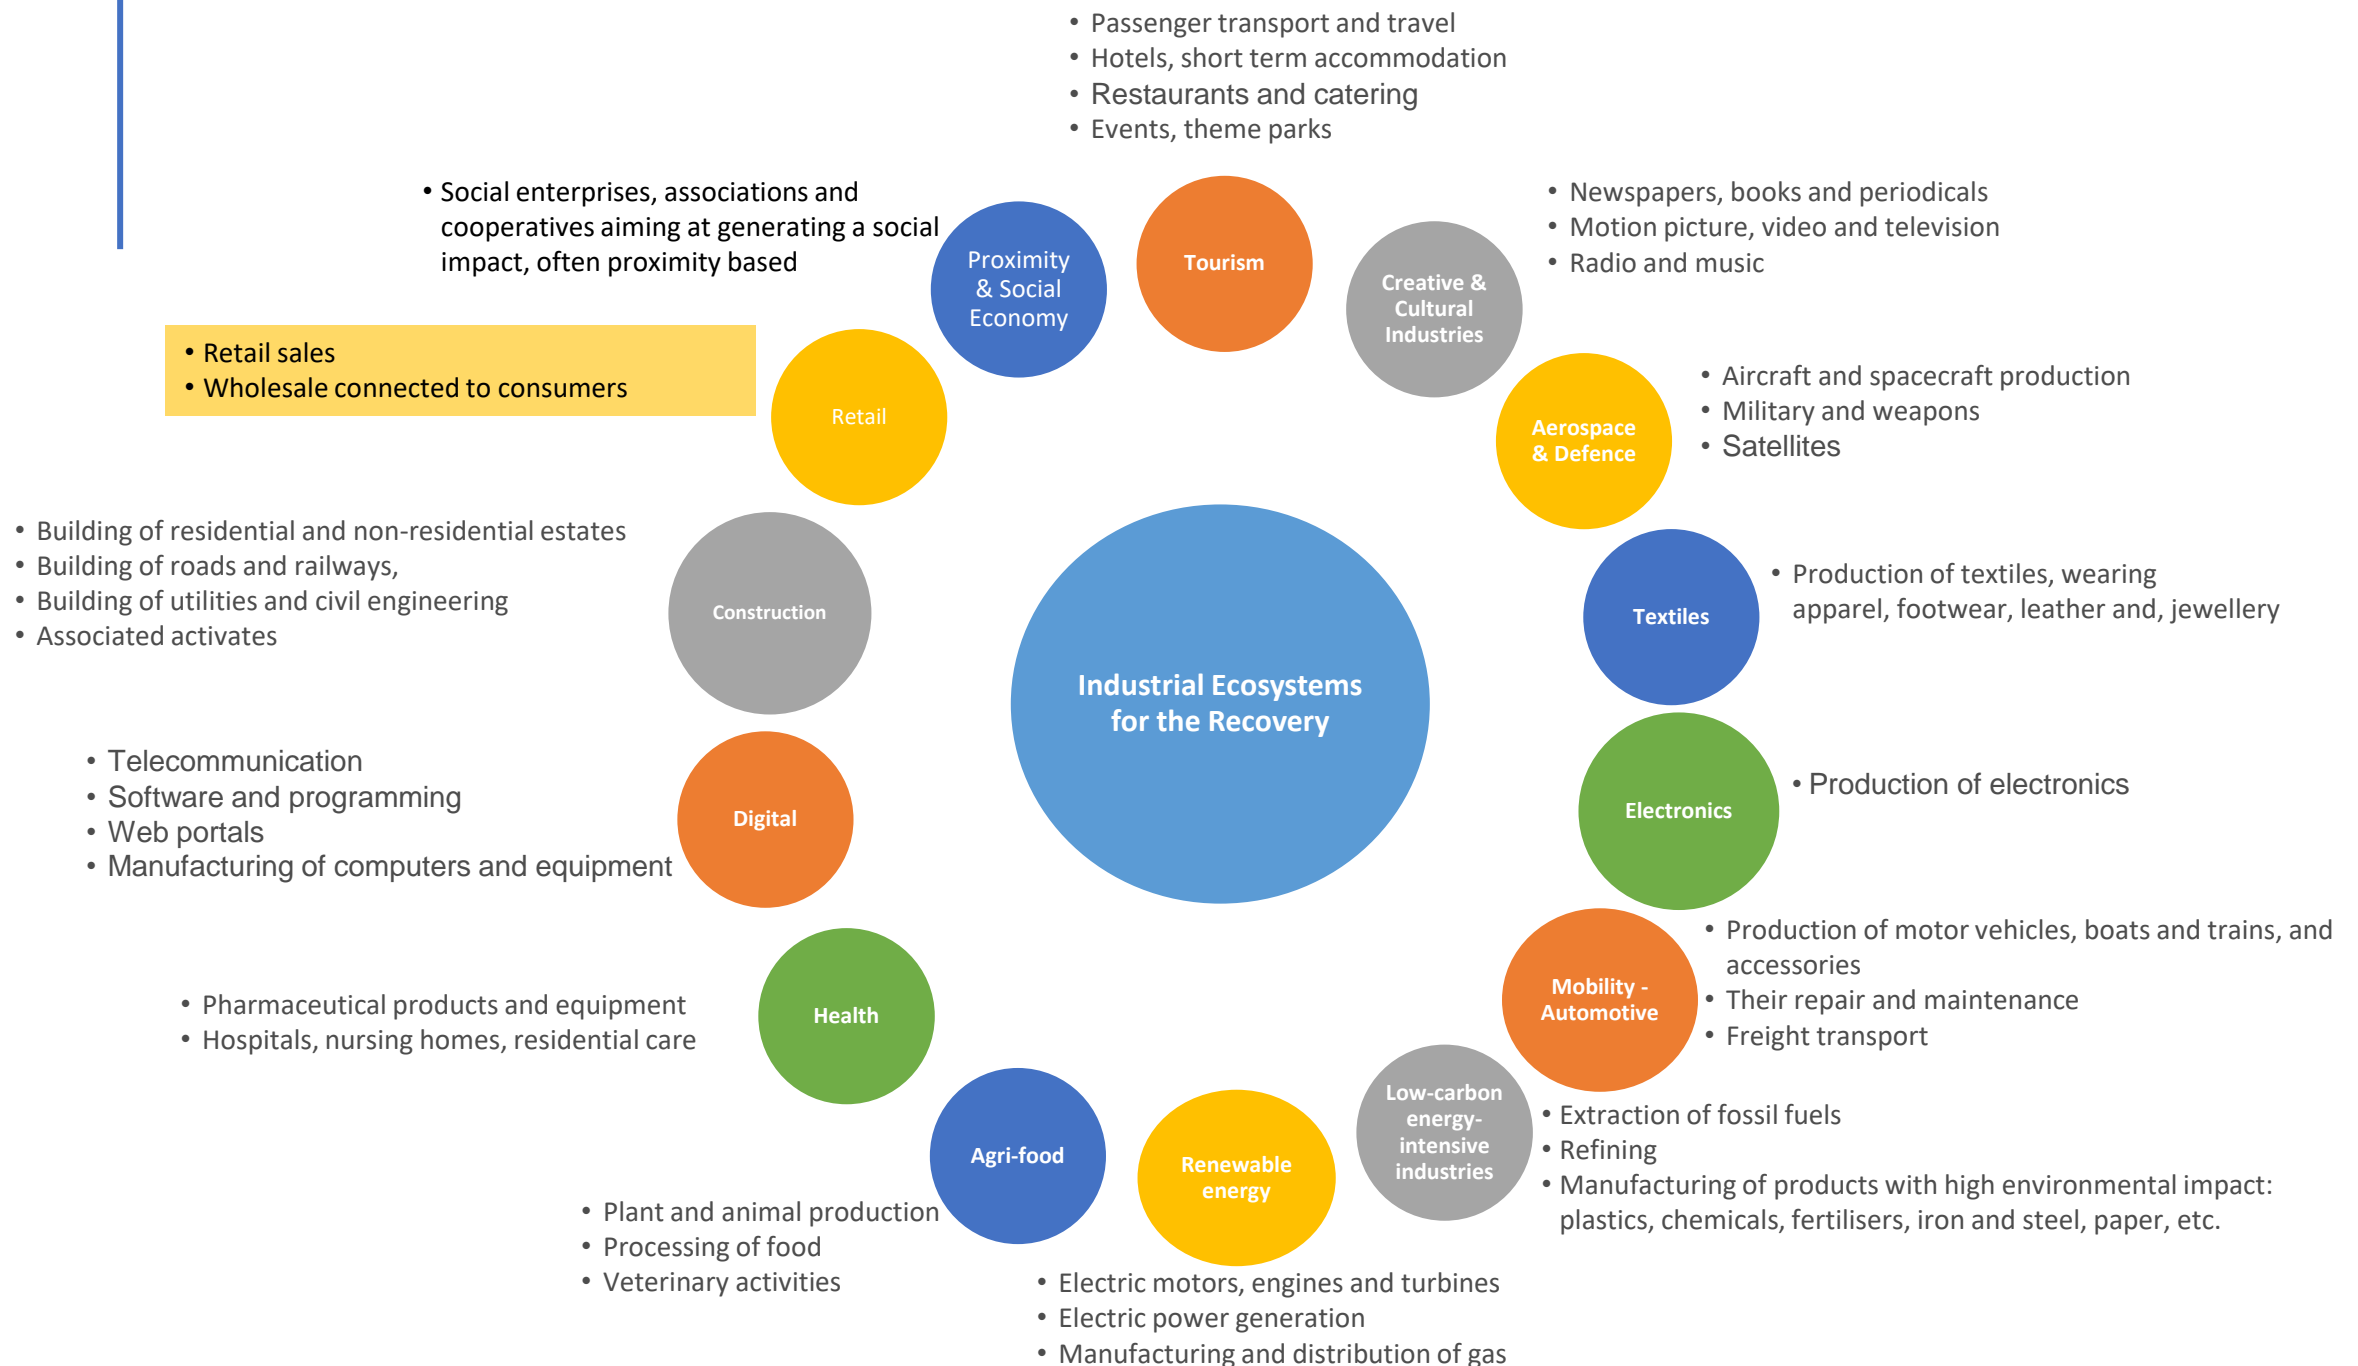 • Passenger transport and travel
• Hotels, short term accommodation
• Restaurants and catering
• Events, theme parks
Tourism
• Newspapers, books and periodicals
• Motion picture, video and television
• Radio and music
Creative &
Cultural
Industries
• Aircraft and spacecraft production
• Military and weapons
• Satellites
Aerospace
& Defence
• Production of textiles, wearing
apparel, footwear, leather and, jewellery
Textiles
• Production of electronics
Electronics
• Production of motor vehicles, boats and trains, and
accessories
• Their repair and maintenance
• Freight transport
Mobility -
Automotive
• Extraction of fossil fuels
• Refining
• Manufacturing of products with high environmental impact:
plastics, chemicals, fertilisers, iron and steel, paper, etc.
Low-carbon
energy-
intensive
industries
Renewable
energy
• Electric motors, engines and turbines
• Electric power generation
• Manufacturing and distribution of gas
Agri-food
• Plant and animal production
• Processing of food
• Veterinary activities
Health
• Pharmaceutical products and equipment
• Hospitals, nursing homes, residential care
Digital
• Telecommunication
• Software and programming
• Web portals
• Manufacturing of computers and equipment
Construction
• Building of residential and non-residential estates
• Building of roads and railways,
• Building of utilities and civil engineering
• Associated activates
Retail
• Retail sales
• Wholesale connected to consumers
Proximity
& Social
Economy
• Social enterprises, associations and
cooperatives aiming at generating a social
impact, often proximity based
Industrial Ecosystems
for the Recovery